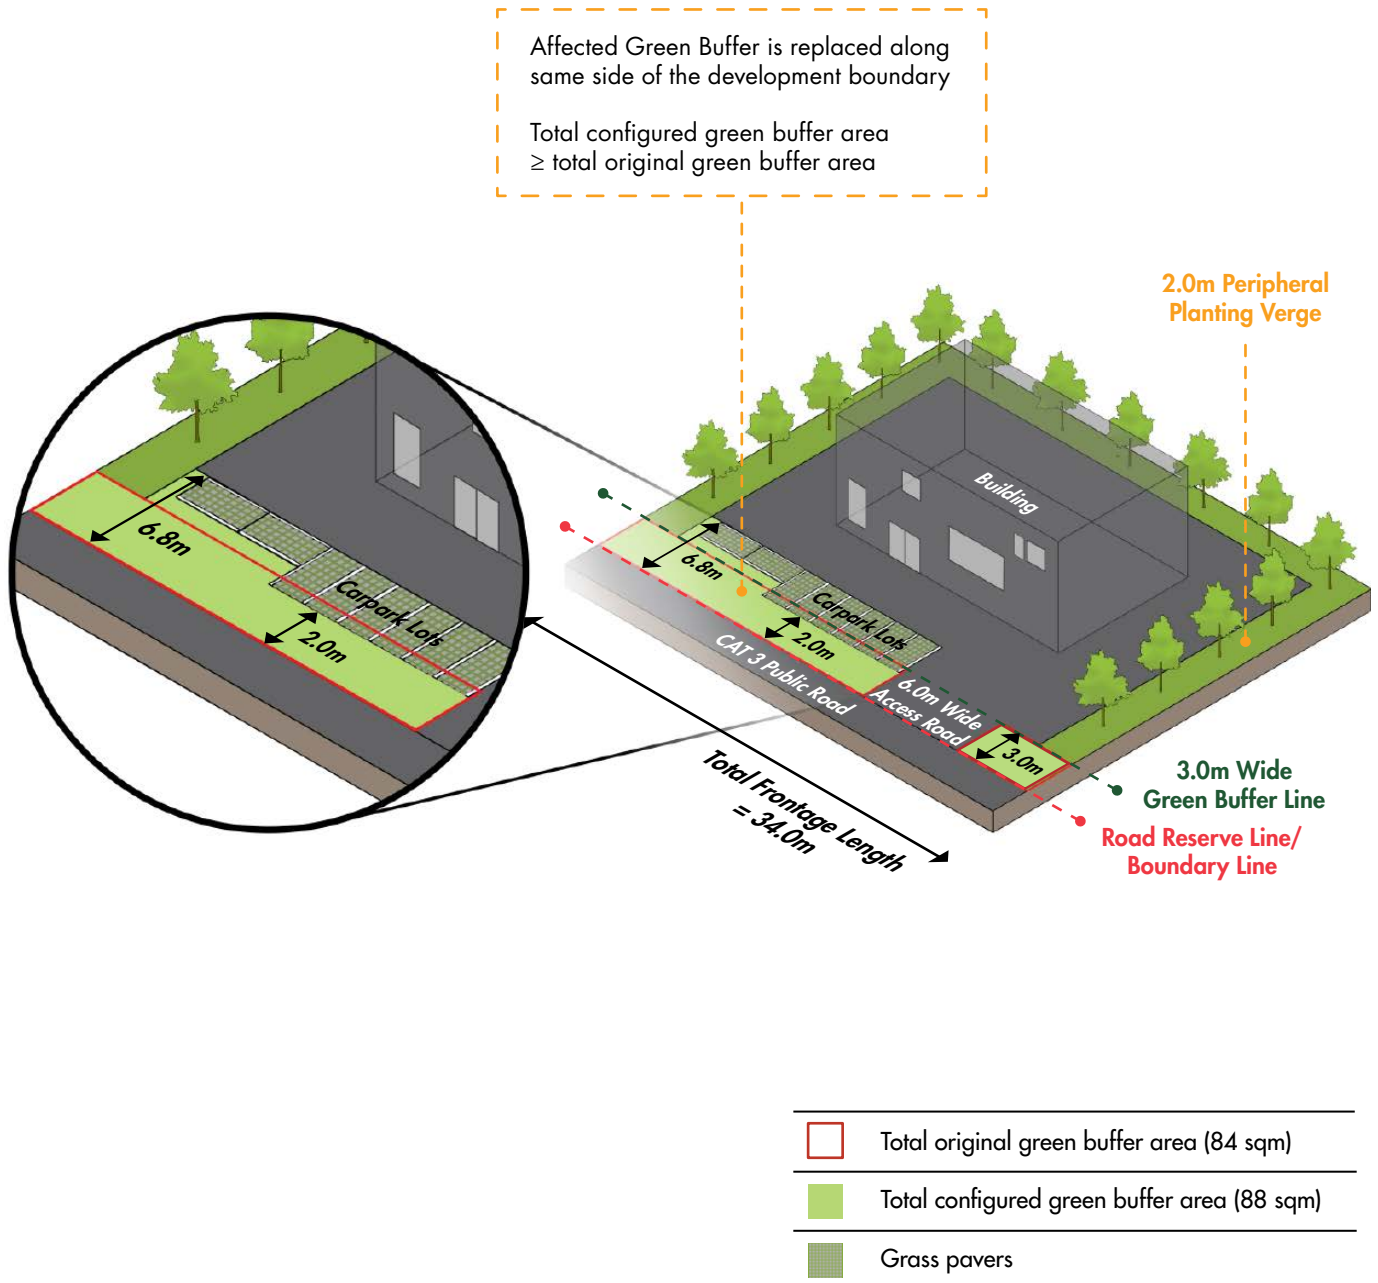 Affected Green Buffer is replaced along
same side of the development boundary
Total configured green buffer area
≥ total original green buffer area
2.0m Peripheral
Planting Verge
Building
6.8m
Carpark Lots
2.0m
6.8m
Carpark Lots
2.0m
CAT 3 Public Road
6.0m Wide
Access Road
3.0m
Total Frontage Length
= 34.0m
3.0m Wide
Green Buffer Line
Road Reserve Line/
Boundary Line
Total original green buffer area (84 sqm)
Total configured green buffer area (88 sqm)
Grass pavers